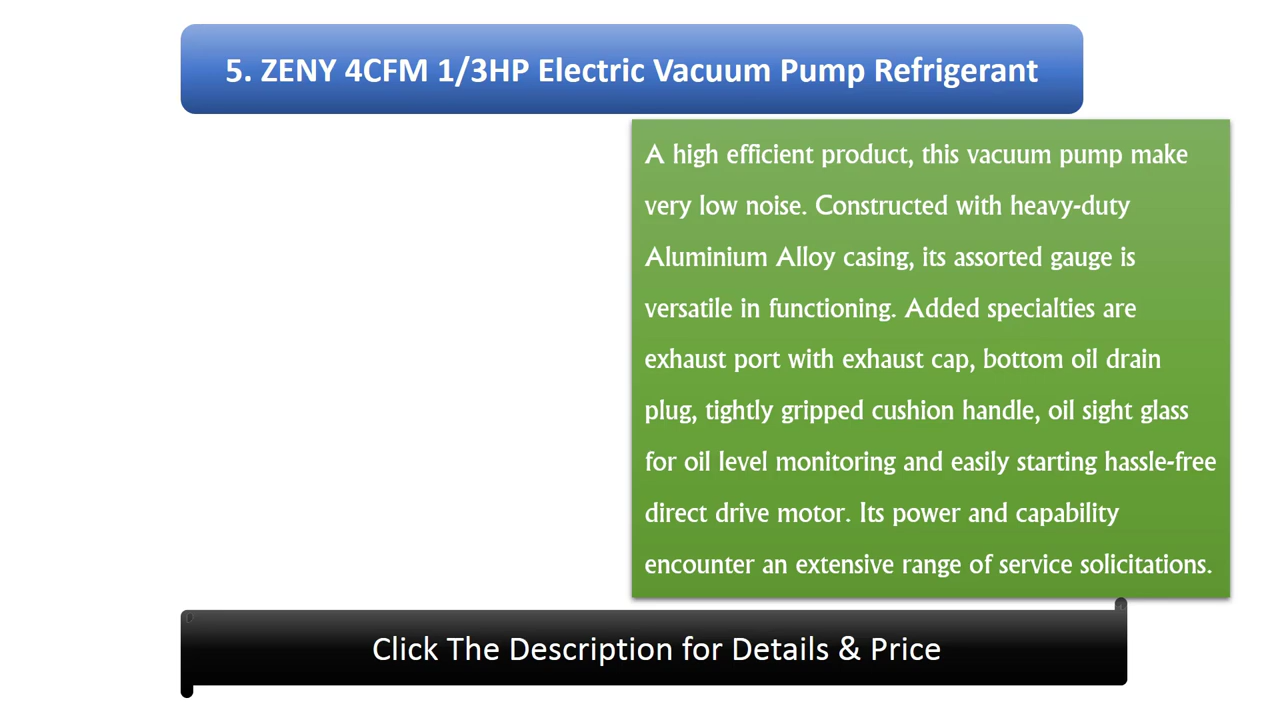 5. ZENY 4CFM 1/3HP Electric Vacuum Pump Refrigerant
A high efficient product, this vacuum pump make
very low noise. Constructed with heavy-duty
Aluminium Alloy casing, its assorted gauge is
versatile in functioning. Added specialties are
exhaust port with exhaust cap, bottom oil drain
plug, tightly gripped cushion handle, oil sight glass
for oil level monitoring and easily starting hassle-free
direct drive motor. Its power and capability
encounter an extensive range of service solicitations.
Click The Description for Details & Price